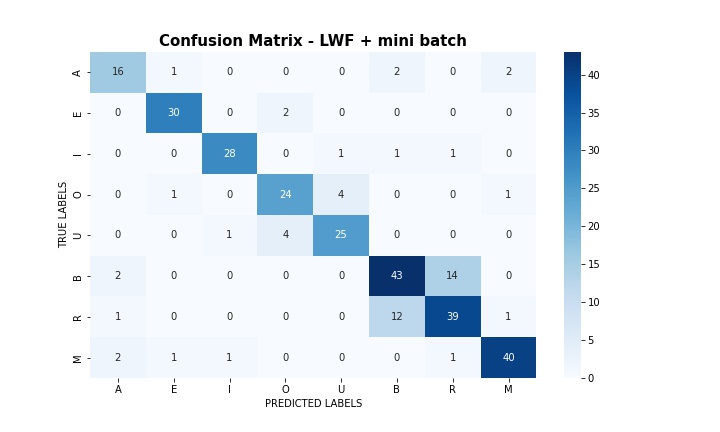 Confusion Matrix - LWF + mini batch
TRUE LABELS
A 16 1 0 0 0 2 0 2
E 0 30 0 2 0 0 0 0
I 0 0 28 0 1 1 1 0
O 0 1 0 24 4 0 0 1
U 0 0 1 4 25 0 0 0
B 2 0 0 0 0 43 14 0
R 1 0 0 0 0 12 39 1
M 2 1 1 0 0 0 1 40
A E I O U B R M
PREDICTED LABELS
40
35
30
25
20
15
10
5
0